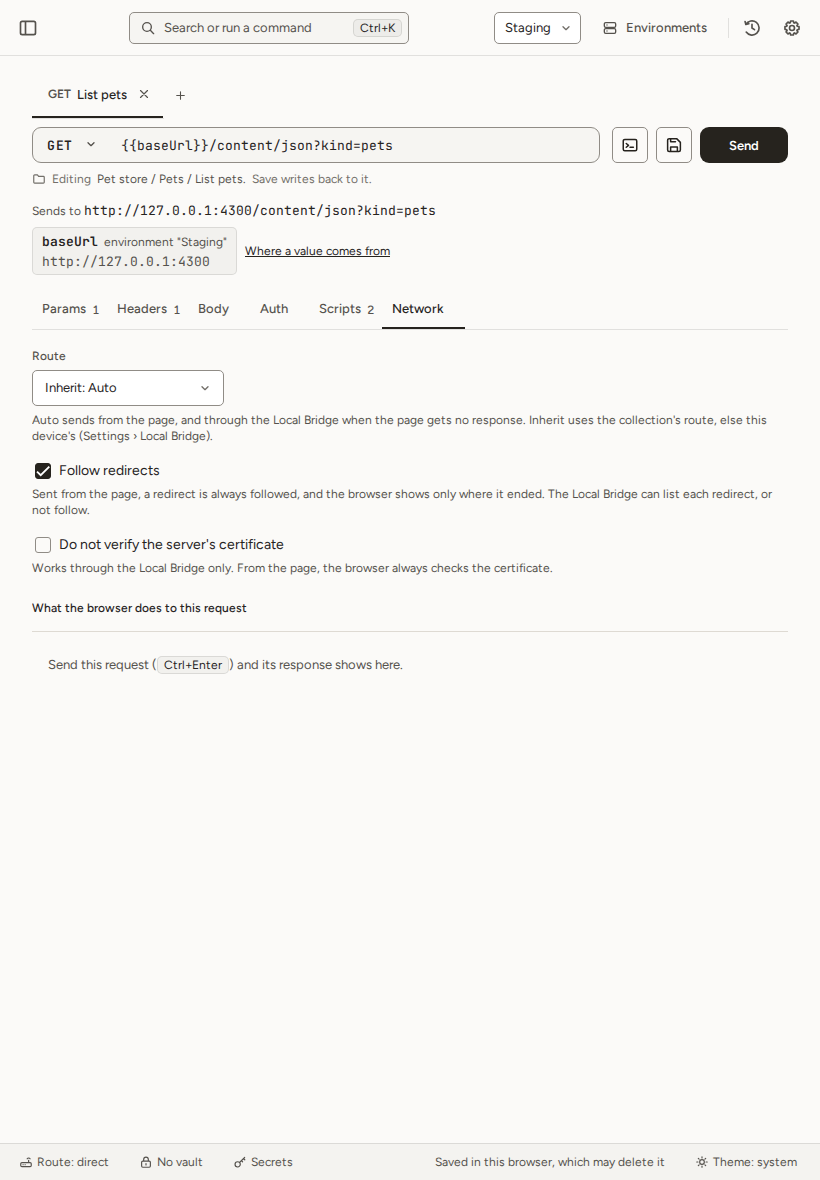 Search or run a command Ctrl+K Staging Environments
GET List pets
GET {{baseUrl}}/content/json?kind=pets Send
Editing Pet store / Pets / List pets. Save writes back to it.
Sends to http://127.0.0.1:4300/content/json?kind=pets
baseUrl environment "Staging"
http://127.0.0.1:4300
Where a value comes from
Params 1 Headers 1 Body Auth Scripts 2 Network
Route
Inherit: Auto
Auto sends from the page, and through the Local Bridge when the page gets no response. Inherit uses the collection's route, else this
device's (Settings › Local Bridge).
Follow redirects
Sent from the page, a redirect is always followed, and the browser shows only where it ended. The Local Bridge can list each redirect, or
not follow.
Do not verify the server's certificate
Works through the Local Bridge only. From the page, the browser always checks the certificate.
What the browser does to this request
Send this request (Ctrl+Enter) and its response shows here.
Route: direct No vault Secrets Saved in this browser, which may delete it Theme: system